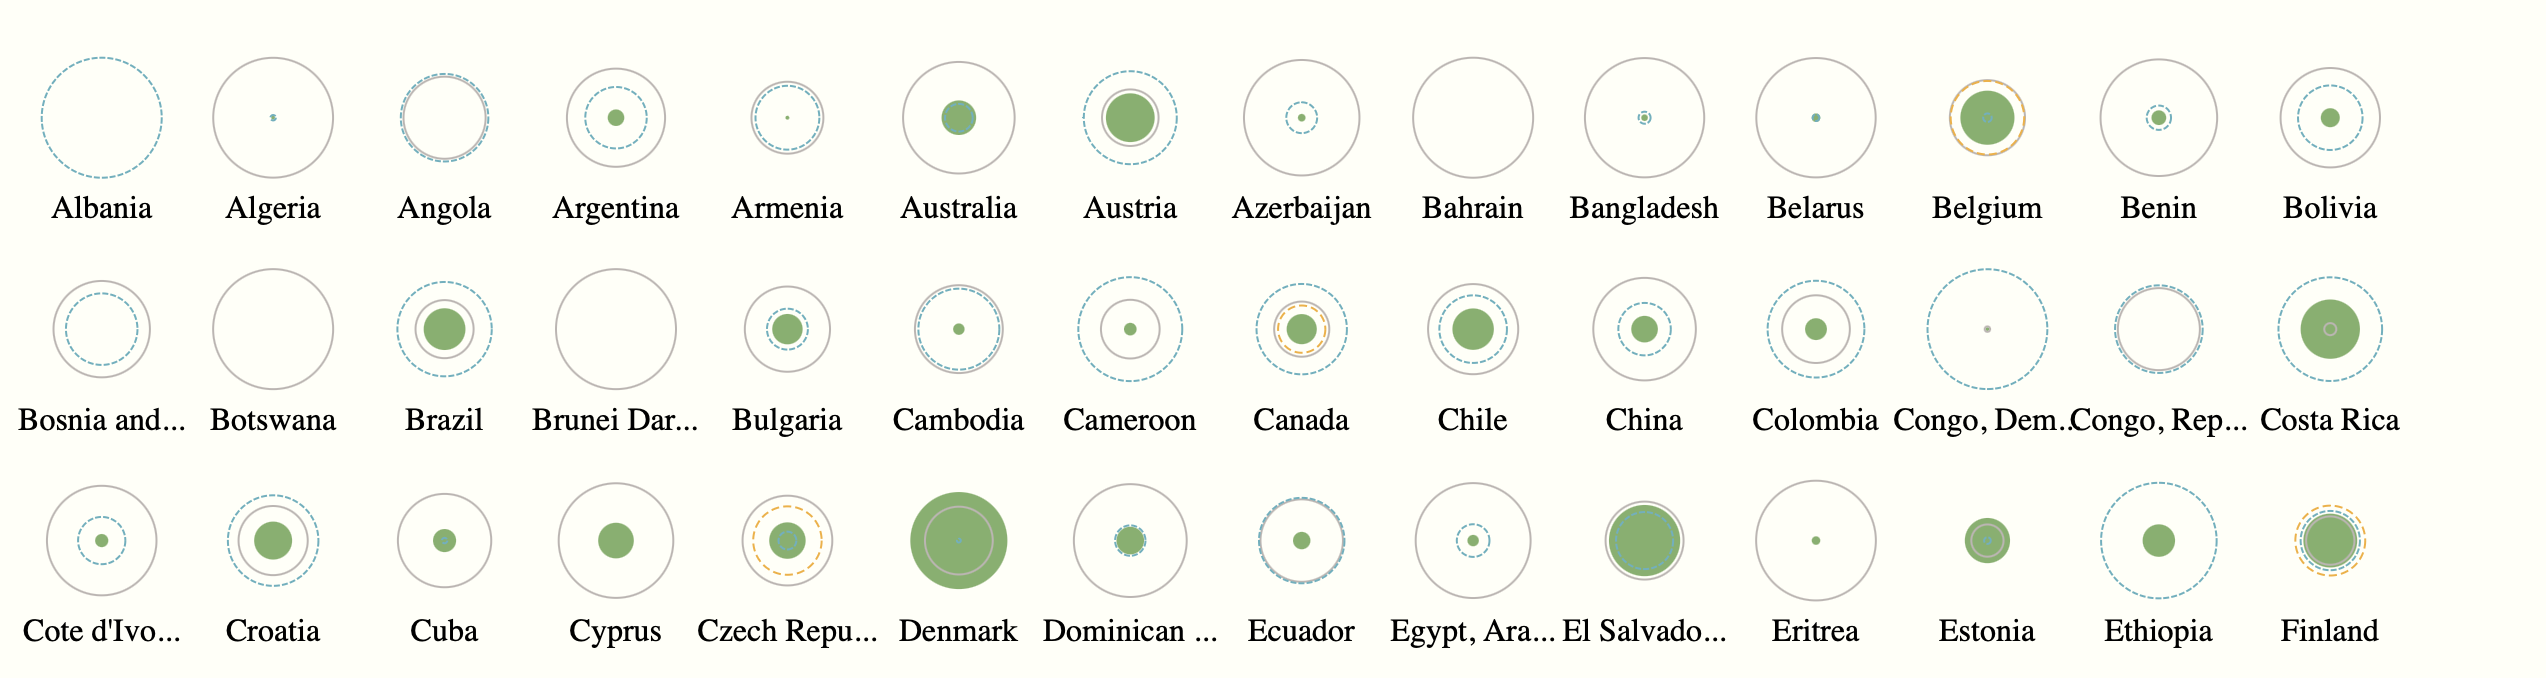 Albania Algeria Angola Argentina Armenia Australia Austria Azerbaijan Bahrain Bangladesh Belarus Belgium Benin Bolivia
Bosnia and... Botswana Brazil Brunei Dar... Bulgaria Cambodia Cameroon Canada Chile China Colombia Congo, Dem... Congo, Rep... Costa Rica
Cote d'Ivo... Croatia Cuba Cyprus Czech Repu... Denmark Dominican ... Ecuador Egypt, Ara... El Salvado... Eritrea Estonia Ethiopia Finland